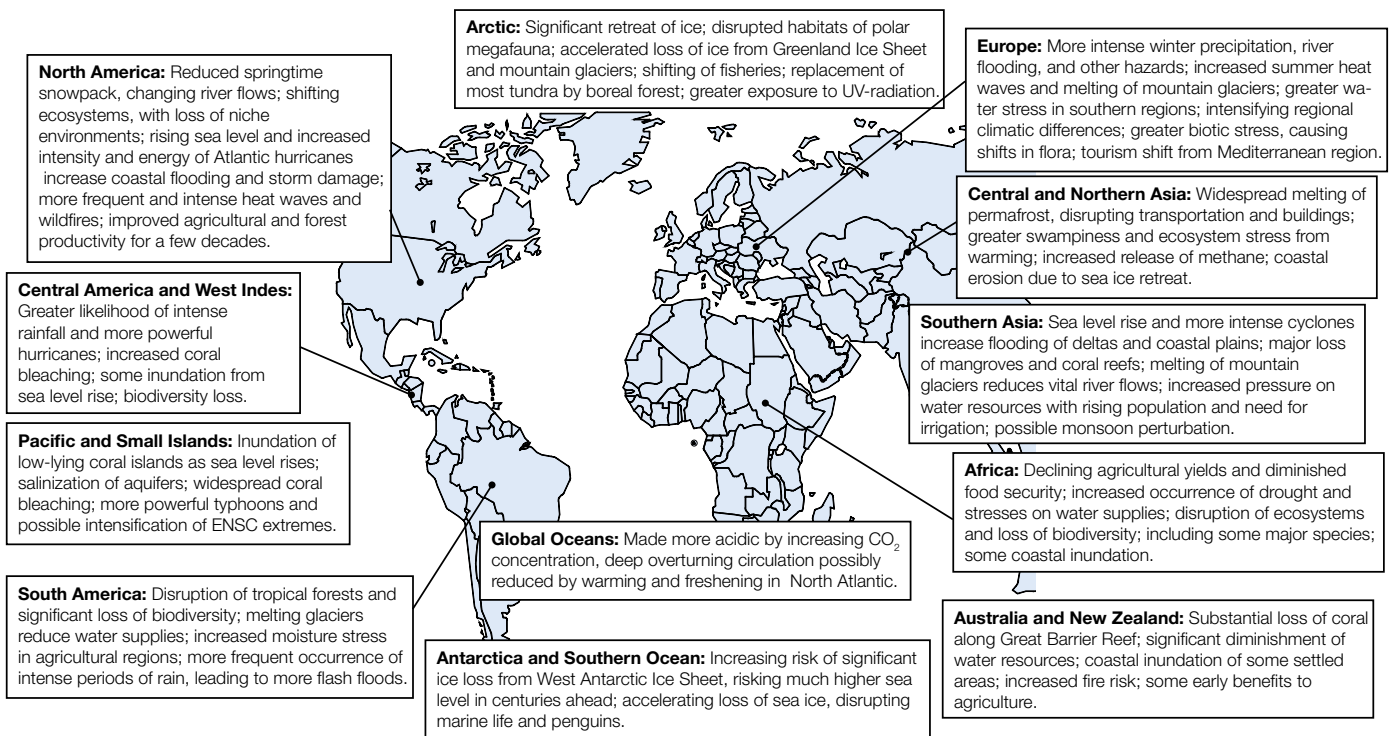 Arctic: Significant retreat of ice; disrupted habitats of polar
megafauna; accelerated loss of ice from Greenland Ice Sheet
and mountain glaciers; shifting of fisheries; replacement of
most tundra by boreal forest; greater exposure to UV-radiation.
North America: Reduced springtime
snowpack, changing river flows; shifting
ecosystems, with loss of niche
environments; rising sea level and increased
intensity and energy of Atlantic hurricanes
increase coastal flooding and storm damage;
more frequent and intense heat waves and
wildfires; improved agricultural and forest
productivity for a few decades.
Europe: More intense winter precipitation, river
flooding, and other hazards; increased summer heat
waves and melting of mountain glaciers; greater wa-
ter stress in southern regions; intensifying regional
climatic differences; greater biotic stress, causing
shifts in flora; tourism shift from Mediterranean region.
Central and Northern Asia: Widespread melting of
permafrost, disrupting transportation and buildings;
greater swampiness and ecosystem stress from
warming; increased release of methane; coastal
erosion due to sea ice retreat.
Central America and West Indes:
Greater likelihood of intense
rainfall and more powerful
hurricanes; increased coral
bleaching; some inundation from
sea level rise; biodiversity loss.
Southern Asia: Sea level rise and more intense cyclones
increase flooding of deltas and coastal plains; major loss
of mangroves and coral reefs; melting of mountain
glaciers reduces vital river flows; increased pressure on
water resources with rising population and need for
irrigation; possible monsoon perturbation.
Pacific and Small Islands: Inundation of
low-lying coral islands as sea level rises;
salinization of aquifers; widespread coral
bleaching; more powerful typhoons and
possible intensification of ENSC extremes.
Africa: Declining agricultural yields and diminished
food security; increased occurrence of drought and
stresses on water supplies; disruption of ecosystems
and loss of biodiversity; including some major species;
some coastal inundation.
Global Oceans: Made more acidic by increasing CO₂
concentration, deep overturning circulation possibly
reduced by warming and freshening in North Atlantic.
South America: Disruption of tropical forests and
significant loss of biodiversity; melting glaciers
reduce water supplies; increased moisture stress
in agricultural regions; more frequent occurrence of
intense periods of rain, leading to more flash floods.
Australia and New Zealand: Substantial loss of coral
along Great Barrier Reef; significant diminishment of
water resources; coastal inundation of some settled
areas; increased fire risk; some early benefits to
agriculture.
Antarctica and Southern Ocean: Increasing risk of significant
ice loss from West Antarctic Ice Sheet, risking much higher sea
level in centuries ahead; accelerating loss of sea ice, disrupting
marine life and penguins.